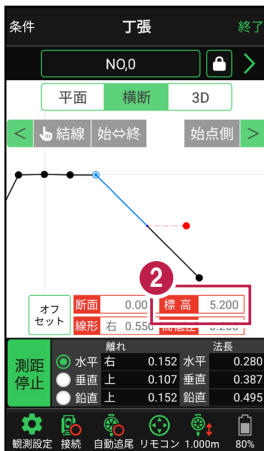 条件 丁張 終了
NO,0 >
平面 横断 3D
< 結線 始⇔終 始点側 >
2
オフセット 断面 0.00 標高 5.200
線形 右 0.550
離れ 法長
測距停止 水平 右 0.152 水平 0.280
垂直 上 0.107 垂直 0.387
鉛直 上 0.152 鉛直 0.495
観測設定 接続 自動追尾 リモコン 1.000m 80%